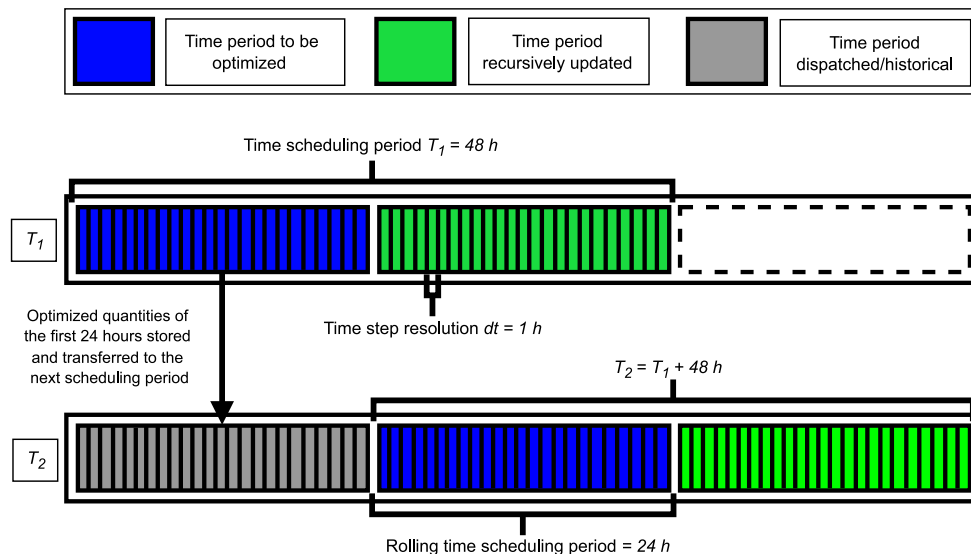 Time period to be
optimized
Time period
recursively updated
Time period
dispatched/historical
Time scheduling period T1 = 48 h
T1
Optimized quantities of
the first 24 hours stored
and transferred to the
next scheduling period
Time step resolution dt = 1 h
T2 = T1 + 48 h
T2
Rolling time scheduling period = 24 h